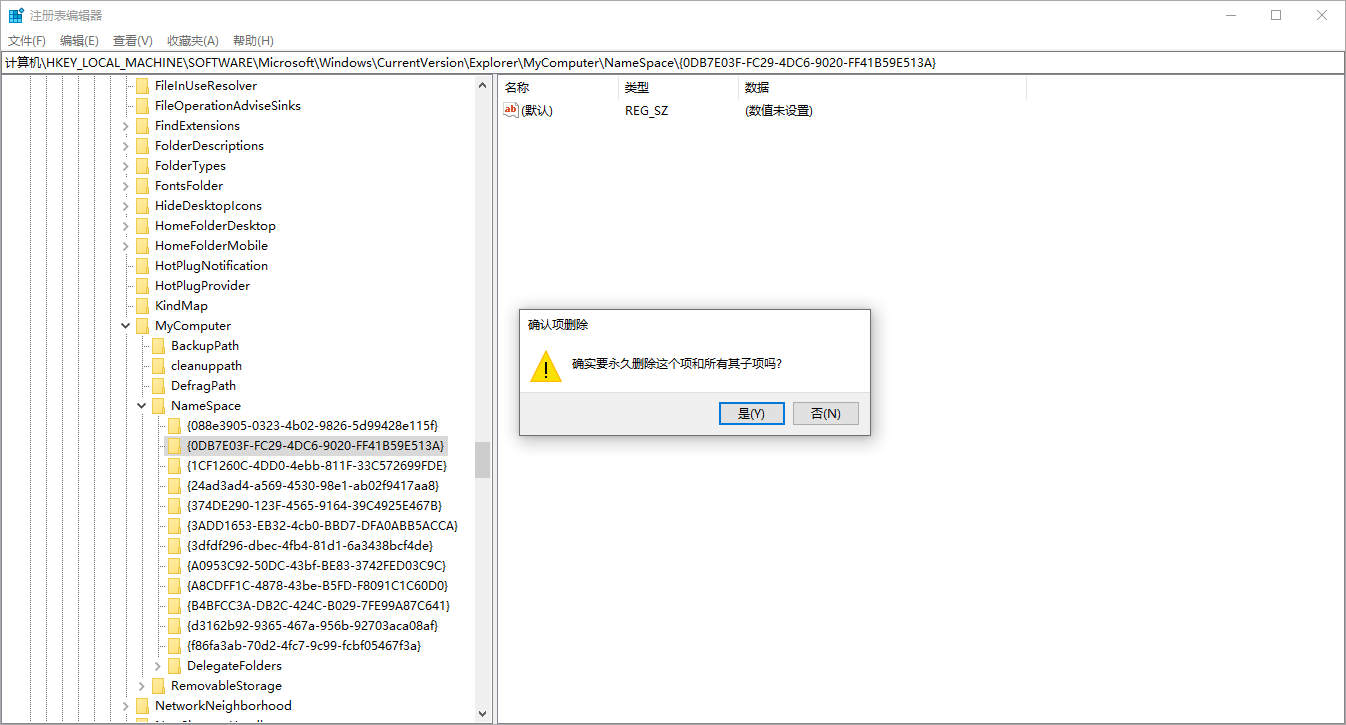 注册表编辑器
文件(F) 编辑(E) 查看(V) 收藏夹(A) 帮助(H)
计算机\HKEY_LOCAL_MACHINE\SOFTWARE\Microsoft\Windows\CurrentVersion\Explorer\MyComputer\NameSpace\{0DB7E03F-FC29-4DC6-9020-FF41B59E513A}
FileInUseResolver
FileOperationAdviseSinks
FindExtensions
FolderDescriptions
FolderTypes
FontsFolder
HideDesktopIcons
HomeFolderDesktop
HomeFolderMobile
HotPlugNotification
HotPlugProvider
KindMap
MyComputer
BackupPath
cleanuppath
DefragPath
NameSpace
{088e3905-0323-4b02-9826-5d99428e115f}
{0DB7E03F-FC29-4DC6-9020-FF41B59E513A}
{1CF1260C-4DD0-4ebb-811F-33C572699FDE}
{24ad3ad4-a569-4530-98e1-ab02f9417aa8}
{374DE290-123F-4565-9164-39C4925E467B}
{3ADD1653-EB32-4cb0-BBD7-DFA0ABB5ACCA}
{3dfdf296-dbec-4fb4-81d1-6a3438bcf4de}
{A0953C92-50DC-43bf-BE83-3742FED03C9C}
{A8CDFF1C-4878-43be-B5FD-F8091C1C60D0}
{B4BFCC3A-DB2C-424C-B029-7FE99A87C641}
{d3162b92-9365-467a-956b-92703aca08af}
{f86fa3ab-70d2-4fc7-9c99-fcbf05467f3a}
DelegateFolders
RemovableStorage
NetworkNeighborhood
名称 类型 数据
ab (默认) REG_SZ (数值未设置)
确认项删除
确实要永久删除这个项和所有其子项吗?
是(Y) 否(N)